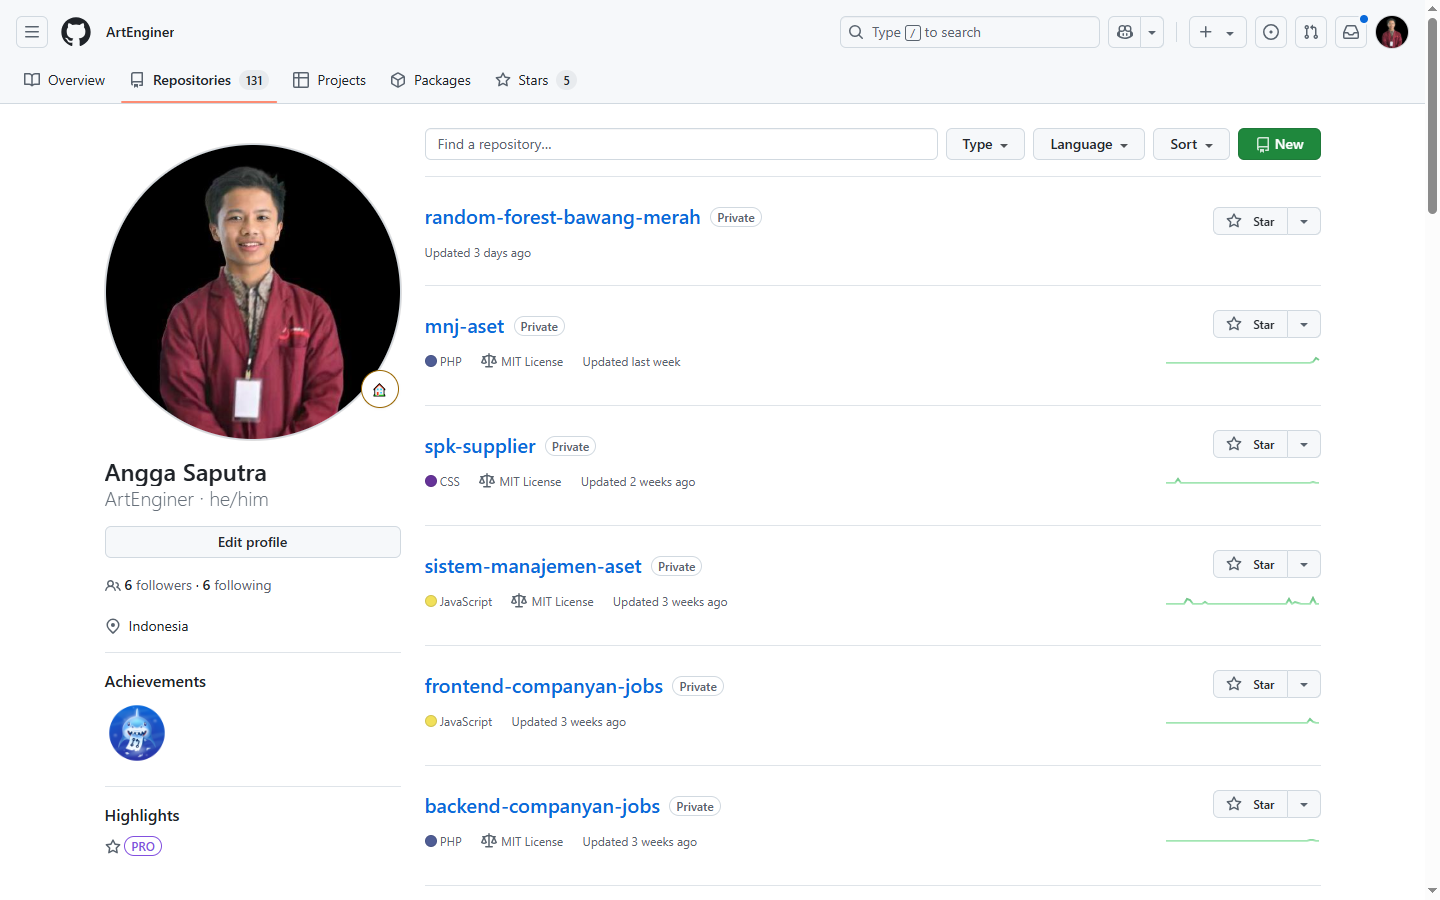 ArtEnginer
Type / to search
Overview
Repositories 131
Projects
Packages
Stars 5
Find a repository...
Type
Language
Sort
New
random-forest-bawang-merah Private
Star
Updated 3 days ago
mnj-aset Private
Star
PHP MIT License Updated last week
spk-supplier Private
Star
CSS MIT License Updated 2 weeks ago
sistem-manajemen-aset Private
Star
JavaScript MIT License Updated 3 weeks ago
frontend-companyan-jobs Private
Star
JavaScript Updated 3 weeks ago
backend-companyan-jobs Private
Star
PHP MIT License Updated 3 weeks ago
Angga Saputra
ArtEnginer · he/him
Edit profile
6 followers · 6 following
Indonesia
Achievements
Highlights
PRO